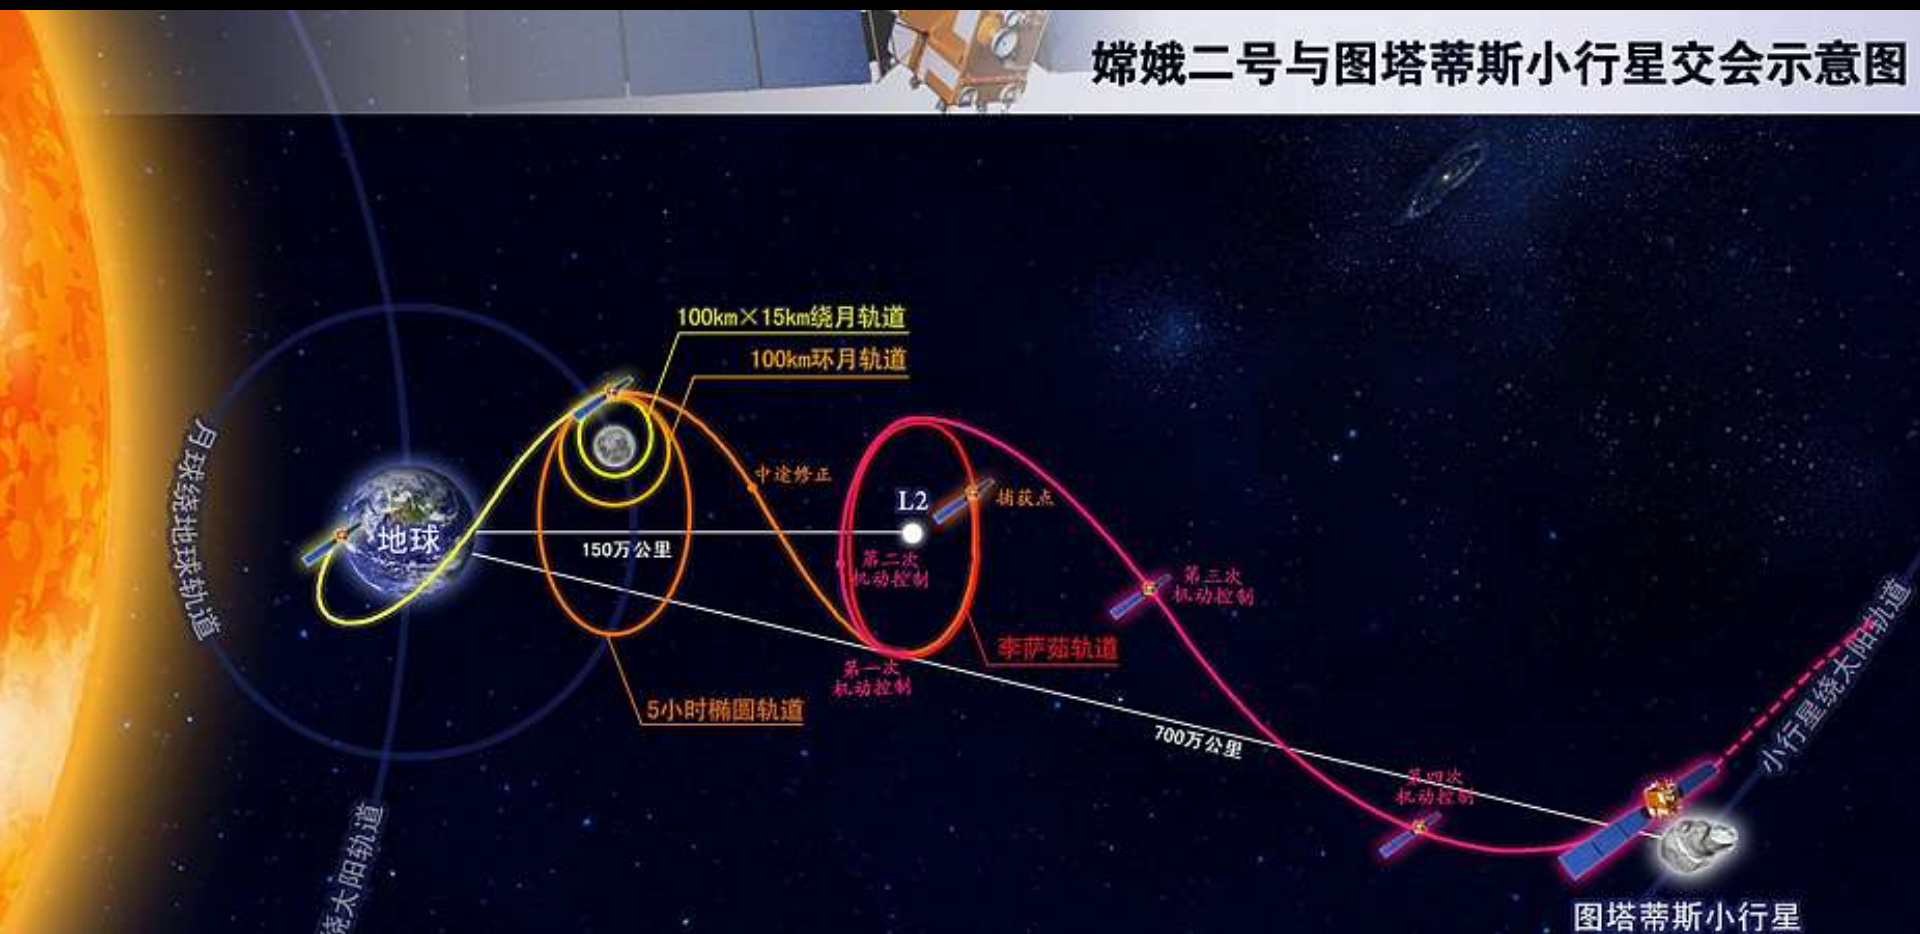 嫦娥二号与图塔蒂斯小行星交会示意图
100km×15km绕月轨道
100km环月轨道
月球绕地球轨道
中途修正
L2
捕获点
地球
150万公里
第二次
机动控制
第三次
机动控制
李萨茹轨道
第一次
机动控制
5小时椭圆轨道
700万公里
小行星绕太阳轨道
第四次
机动控制
绕太阳轨道
图塔蒂斯小行星